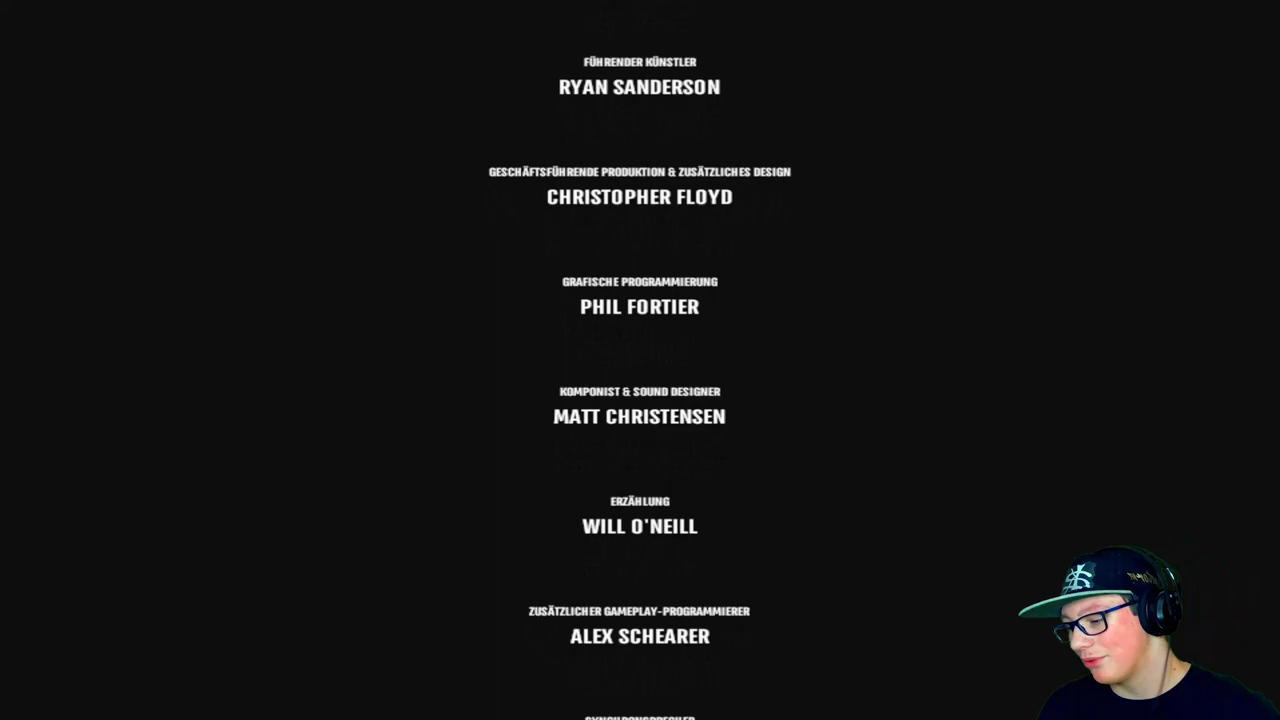 FÜHRENDER KÜNSTLER
RYAN SANDERSON
GESCHÄFTSFÜHRENDE PRODUKTION & ZUSÄTZLICHES DESIGN
CHRISTOPHER FLOYD
GRAFISCHE PROGRAMMIERUNG
PHIL FORTIER
KOMPONIST & SOUND DESIGNER
MATT CHRISTENSEN
ERZÄHLUNG
WILL O'NEILL
ZUSÄTZLICHER GAMEPLAY-PROGRAMMIERER
ALEX SCHEARER